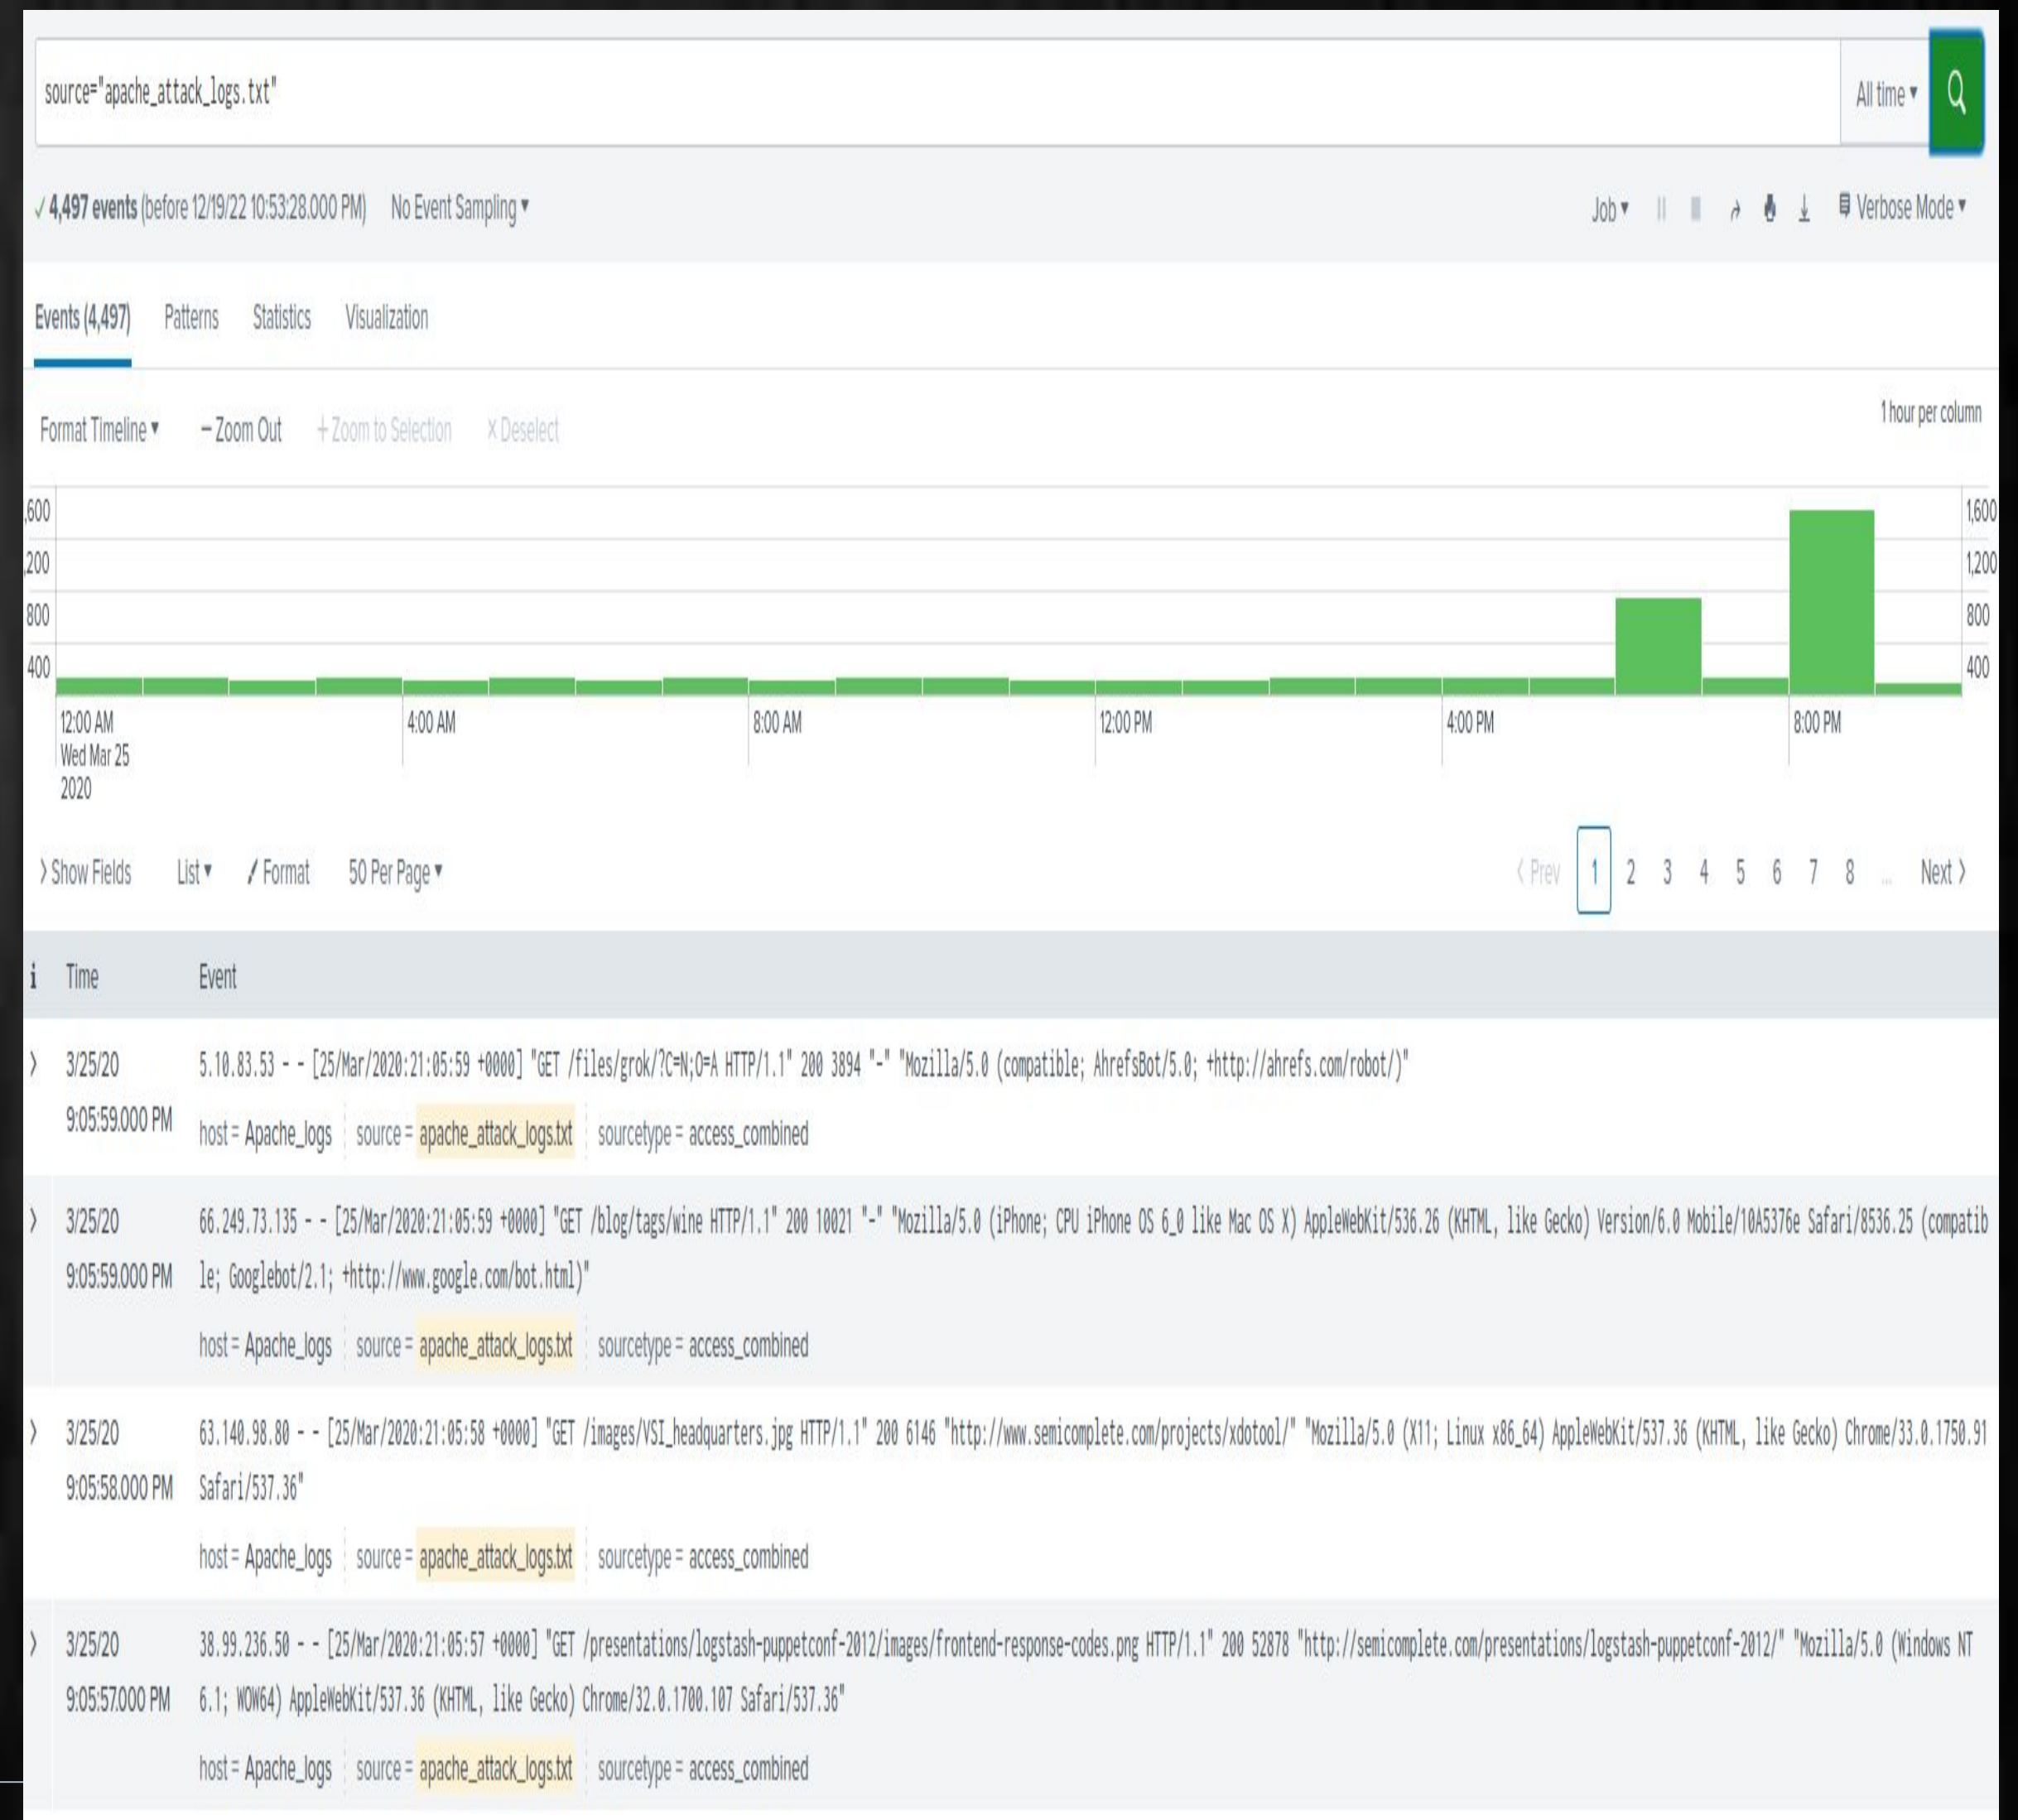 source="apache_attack_logs.txt"
All time ▾
✓ 4,497 events (before 12/19/22 10:53:28.000 PM) No Event Sampling ▾
Job ▾ Verbose Mode ▾
Events (4,497) Patterns Statistics Visualization
Format Timeline ▾ – Zoom Out + Zoom to Selection × Deselect
1 hour per column
,600 1,600
,200 1,200
800 800
400 400
12:00 AM 4:00 AM 8:00 AM 12:00 PM 4:00 PM 8:00 PM
Wed Mar 25
2020
> Show Fields List ▾ Format 50 Per Page ▾ < Prev 1 2 3 4 5 6 7 8 ... Next >
i Time Event
> 3/25/20 5.10.83.53 - - [25/Mar/2020:21:05:59 +0000] "GET /files/grok/?C=N;O=A HTTP/1.1" 200 3894 "-" "Mozilla/5.0 (compatible; AhrefsBot/5.0; +http://ahrefs.com/robot/)"
9:05:59.000 PM host = Apache_logs source = apache_attack_logs.txt sourcetype = access_combined
> 3/25/20 66.249.73.135 - - [25/Mar/2020:21:05:59 +0000] "GET /blog/tags/wine HTTP/1.1" 200 10021 "-" "Mozilla/5.0 (iPhone; CPU iPhone OS 6_0 like Mac OS X) AppleWebKit/536.26 (KHTML, like Gecko) Version/6.0 Mobile/10A5376e Safari/8536.25 (compatib
9:05:59.000 PM le; Googlebot/2.1; +http://www.google.com/bot.html)"
host = Apache_logs source = apache_attack_logs.txt sourcetype = access_combined
> 3/25/20 63.140.98.80 - - [25/Mar/2020:21:05:58 +0000] "GET /images/VSI_headquarters.jpg HTTP/1.1" 200 6146 "http://www.semicomplete.com/projects/xdotool/" "Mozilla/5.0 (X11; Linux x86_64) AppleWebKit/537.36 (KHTML, like Gecko) Chrome/33.0.1750.91
9:05:58.000 PM Safari/537.36"
host = Apache_logs source = apache_attack_logs.txt sourcetype = access_combined
> 3/25/20 38.99.236.50 - - [25/Mar/2020:21:05:57 +0000] "GET /presentations/logstash-puppetconf-2012/images/frontend-response-codes.png HTTP/1.1" 200 52878 "http://semicomplete.com/presentations/logstash-puppetconf-2012/" "Mozilla/5.0 (Windows NT
9:05:57.000 PM 6.1; WOW64) AppleWebKit/537.36 (KHTML, like Gecko) Chrome/32.0.1700.107 Safari/537.36"
host = Apache_logs source = apache_attack_logs.txt sourcetype = access_combined